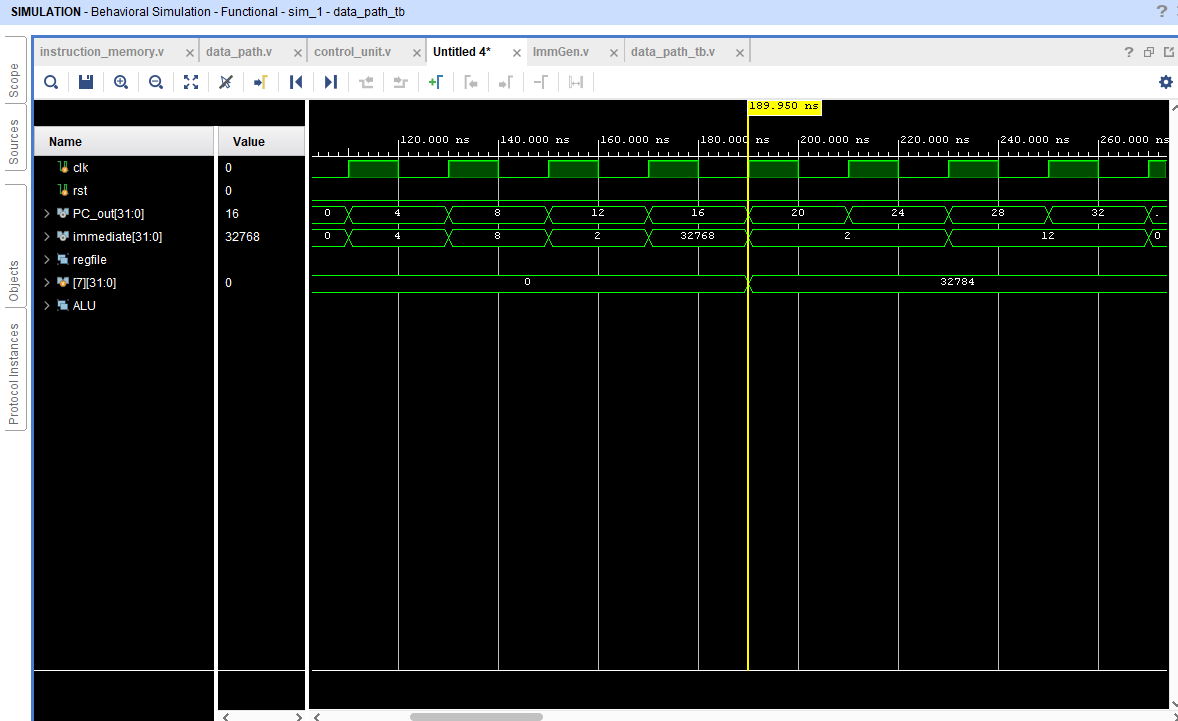 SIMULATION - Behavioral Simulation - Functional - sim_1 - data_path_tb
?
instruction_memory.v × data_path.v × control_unit.v × Untitled 4* × ImmGen.v × data_path_tb.v ×
?
Scope
Sources
Objects
Protocol Instances
189.950 ns
Name Value
120.000 ns 140.000 ns 160.000 ns 180.000 ns 200.000 ns 220.000 ns 240.000 ns 260.000 ns
clk 0
rst 0
PC_out[31:0] 16 0 4 8 12 16 20 24 28 32 .
immediate[31:0] 32768 0 4 8 2 32768 2 12 0
regfile
[7][31:0] 0 0 32784
ALU